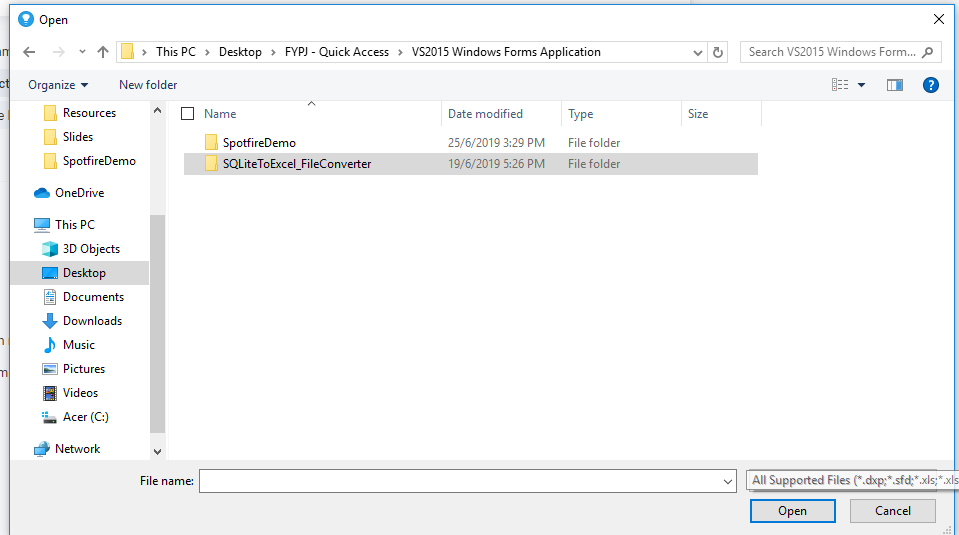 Open
This PC > Desktop > FYPJ - Quick Access > VS2015 Windows Forms Application
Search VS2015 Windows Form...
Organize
New folder
?
Resources
Slides
SpotfireDemo
OneDrive
This PC
3D Objects
Desktop
Documents
Downloads
Music
Pictures
Videos
Acer (C:)
Network
Name Date modified Type Size
SpotfireDemo 25/6/2019 3:29 PM File folder
SQLiteToExcel_FileConverter 19/6/2019 5:26 PM File folder
File name:
All Supported Files (*.dxp;*.sfd;*.xls;*.xls
Open
Cancel